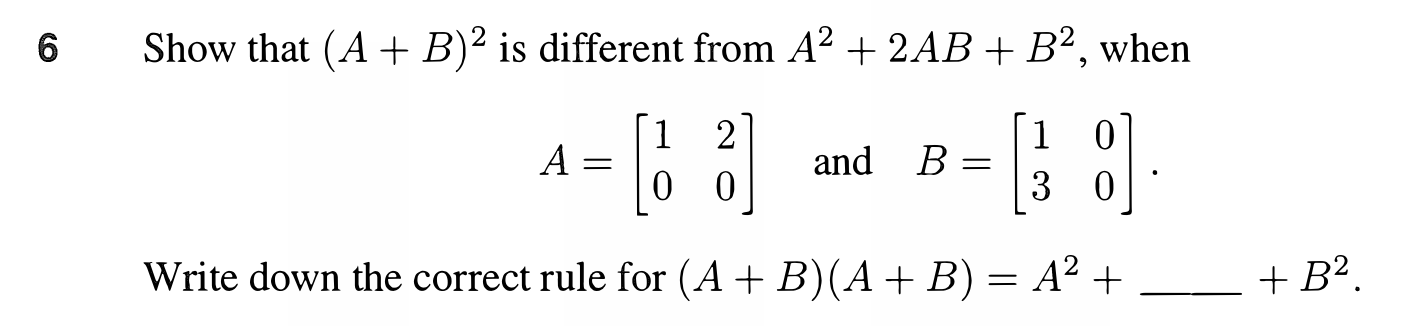 6 Show that (A + B)² is different from A² + 2AB + B², when
A = [1 2; 0 0] and B = [1 0; 3 0].
Write down the correct rule for (A + B)(A + B) = A² + ____ + B².